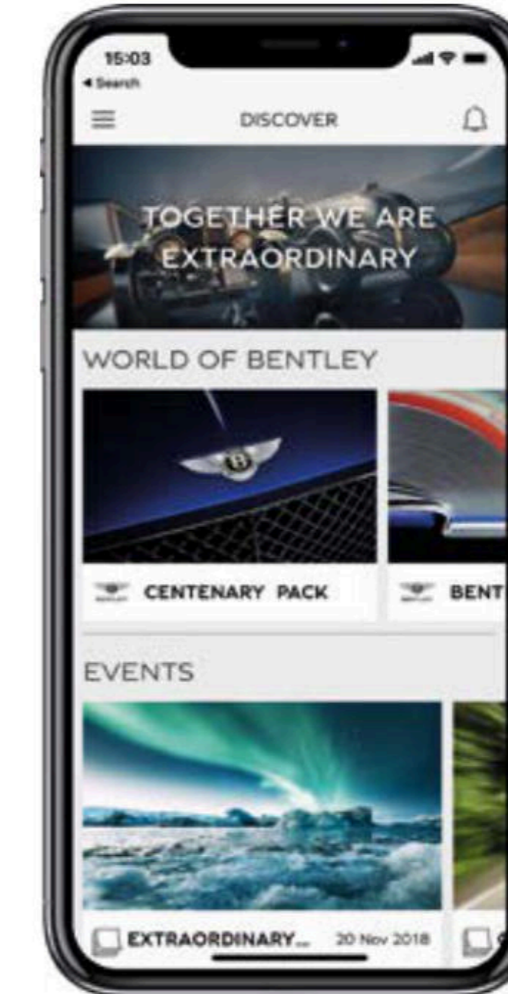 15:03
Search
DISCOVER
TOGETHER WE ARE
EXTRAORDINARY
WORLD OF BENTLEY
B
CENTENARY PACK
BENT
EVENTS
EXTRAORDINARY...
20 Nov 2018